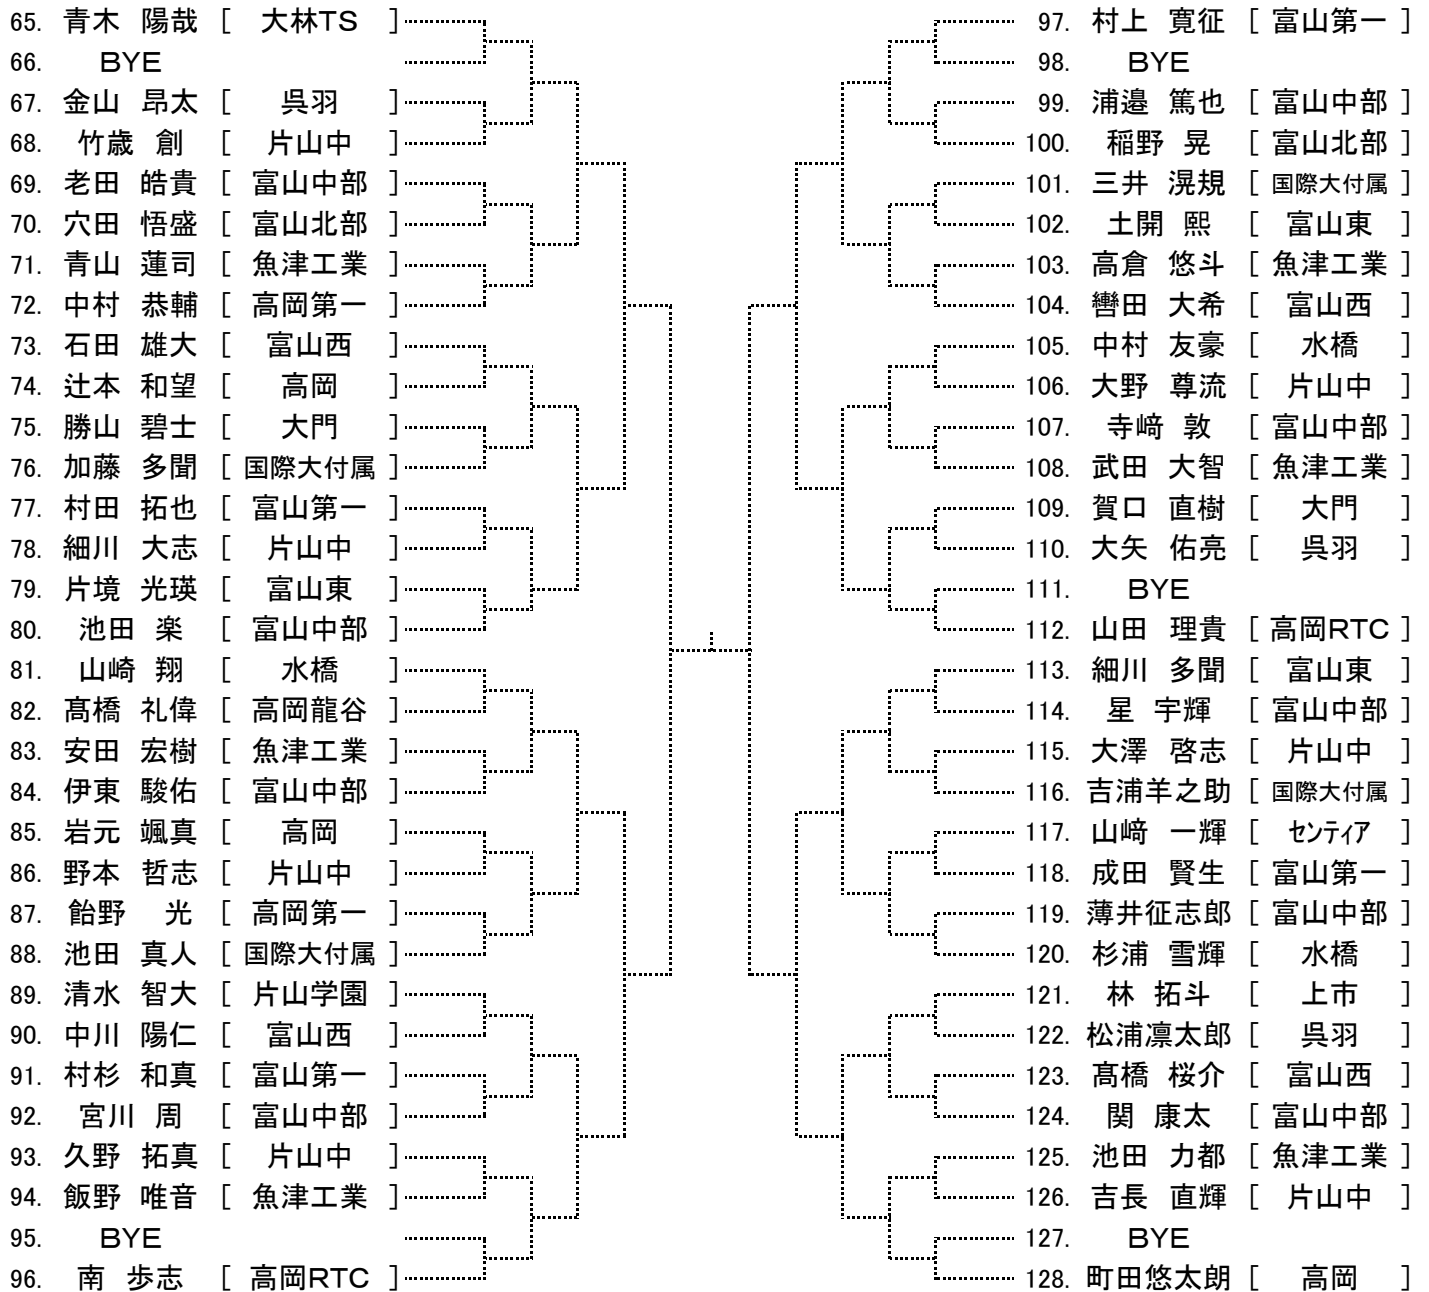 65. 青木 陽哉 [ 大林TS ]
66. BYE
67. 金山 昂太 [ 呉羽 ]
68. 竹歳 創 [ 片山中 ]
69. 老田 皓貴 [ 富山中部 ]
70. 穴田 悟盛 [ 富山北部 ]
71. 青山 蓮司 [ 魚津工業 ]
72. 中村 恭輔 [ 高岡第一 ]
73. 石田 雄大 [ 富山西 ]
74. 辻本 和望 [ 高岡 ]
75. 勝山 碧士 [ 大門 ]
76. 加藤 多聞 [ 国際大付属 ]
77. 村田 拓也 [ 富山第一 ]
78. 細川 大志 [ 片山中 ]
79. 片境 光瑛 [ 富山東 ]
80. 池田 楽 [ 富山中部 ]
81. 山崎 翔 [ 水橋 ]
82. 髙橋 礼偉 [ 高岡龍谷 ]
83. 安田 宏樹 [ 魚津工業 ]
84. 伊東 駿佑 [ 富山中部 ]
85. 岩元 颯真 [ 高岡 ]
86. 野本 哲志 [ 片山中 ]
87. 飴野 光 [ 高岡第一 ]
88. 池田 真人 [ 国際大付属 ]
89. 清水 智大 [ 片山学園 ]
90. 中川 陽仁 [ 富山西 ]
91. 村杉 和真 [ 富山第一 ]
92. 宮川 周 [ 富山中部 ]
93. 久野 拓真 [ 片山中 ]
94. 飯野 唯音 [ 魚津工業 ]
95. BYE
96. 南 歩志 [ 高岡RTC ]
97. 村上 寛征 [ 富山第一 ]
98. BYE
99. 浦邉 篤也 [ 富山中部 ]
100. 稲野 晃 [ 富山北部 ]
101. 三井 滉規 [ 国際大付属 ]
102. 土開 熙 [ 富山東 ]
103. 高倉 悠斗 [ 魚津工業 ]
104. 轡田 大希 [ 富山西 ]
105. 中村 友豪 [ 水橋 ]
106. 大野 尊流 [ 片山中 ]
107. 寺﨑 敦 [ 富山中部 ]
108. 武田 大智 [ 魚津工業 ]
109. 賀口 直樹 [ 大門 ]
110. 大矢 佑亮 [ 呉羽 ]
111. BYE
112. 山田 理貴 [ 高岡RTC ]
113. 細川 多聞 [ 富山東 ]
114. 星 宇輝 [ 富山中部 ]
115. 大澤 啓志 [ 片山中 ]
116. 吉浦羊之助 [ 国際大付属 ]
117. 山﨑 一輝 [ センティア ]
118. 成田 賢生 [ 富山第一 ]
119. 薄井征志郎 [ 富山中部 ]
120. 杉浦 雪輝 [ 水橋 ]
121. 林 拓斗 [ 上市 ]
122. 松浦凛太郎 [ 呉羽 ]
123. 髙橋 桜介 [ 富山西 ]
124. 関 康太 [ 富山中部 ]
125. 池田 力都 [ 魚津工業 ]
126. 吉長 直輝 [ 片山中 ]
127. BYE
128. 町田悠太朗 [ 高岡 ]